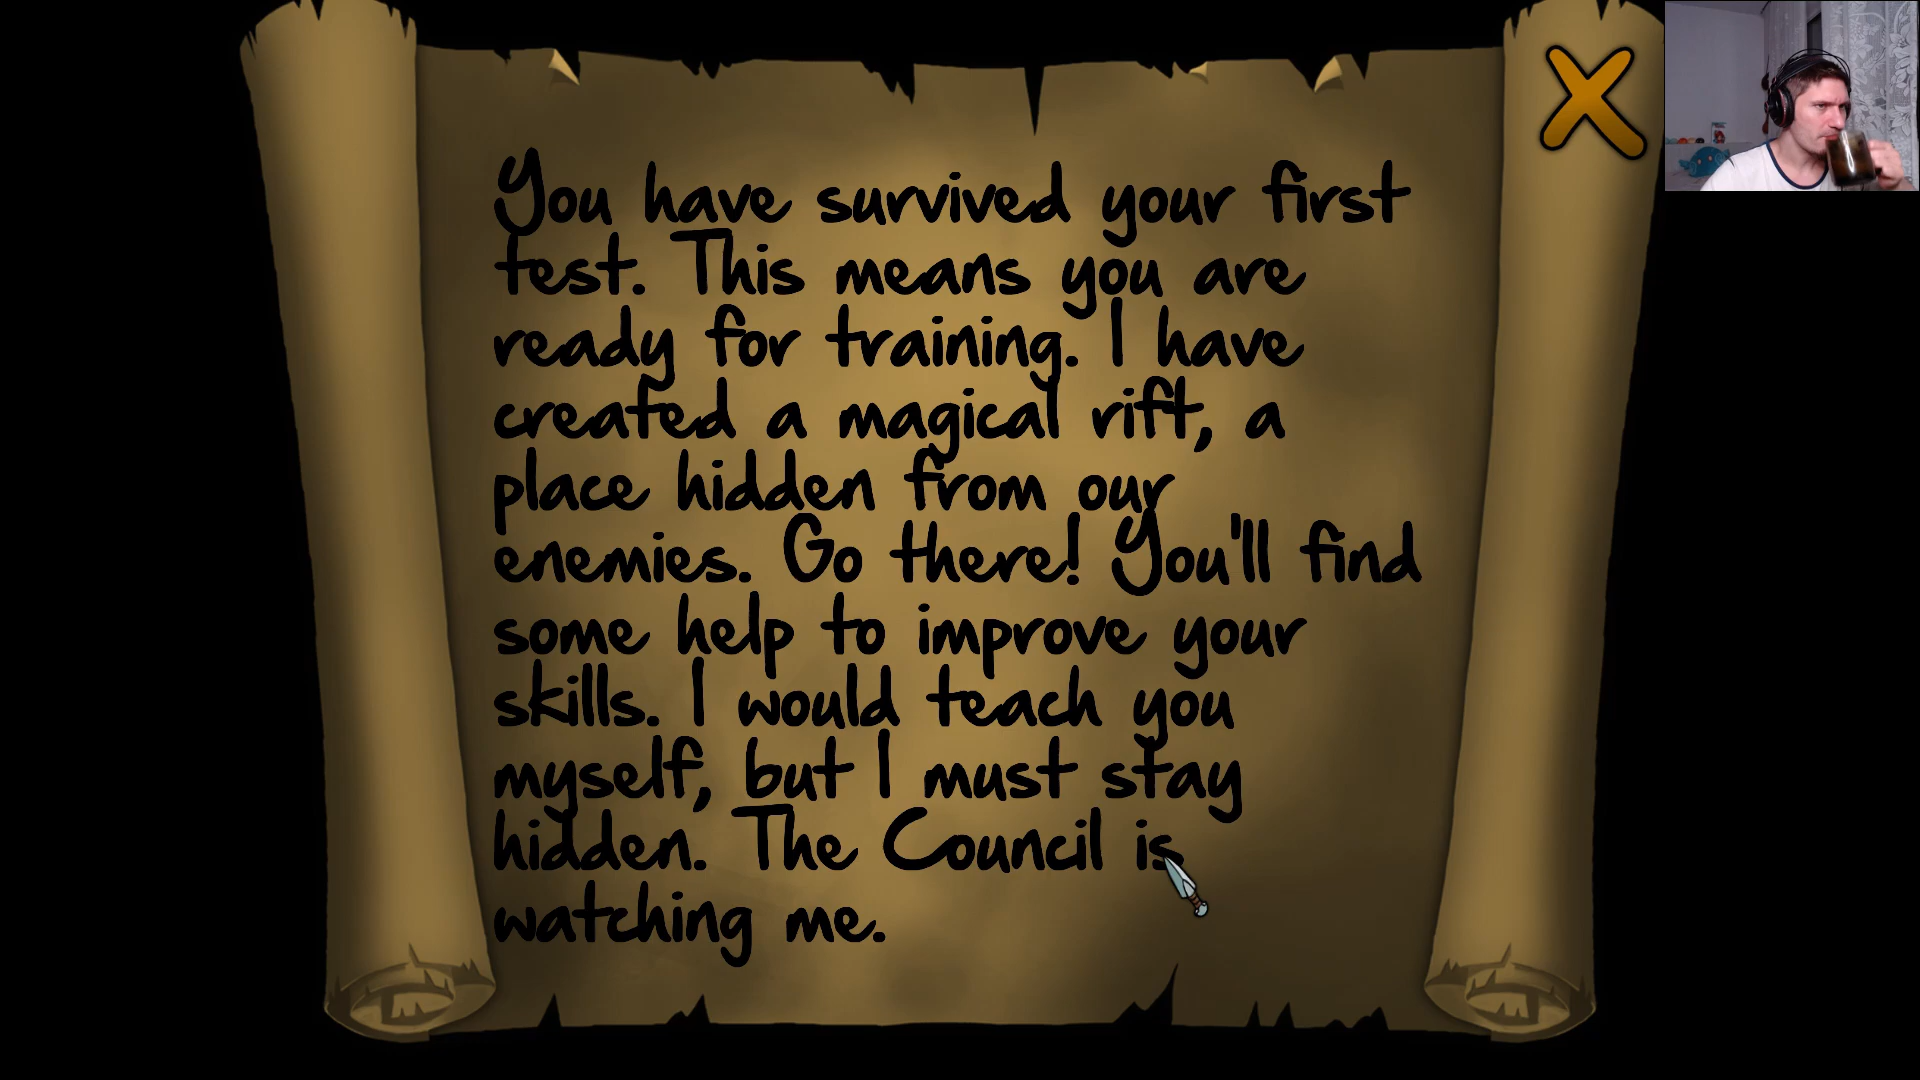 You have survived your first
test. This means you are
ready for training. I have
created a magical rift, a
place hidden from our
enemies. Go there! You'll find
some help to improve your
skills. I would teach you
myself, but I must stay
hidden. The Council is
watching me.